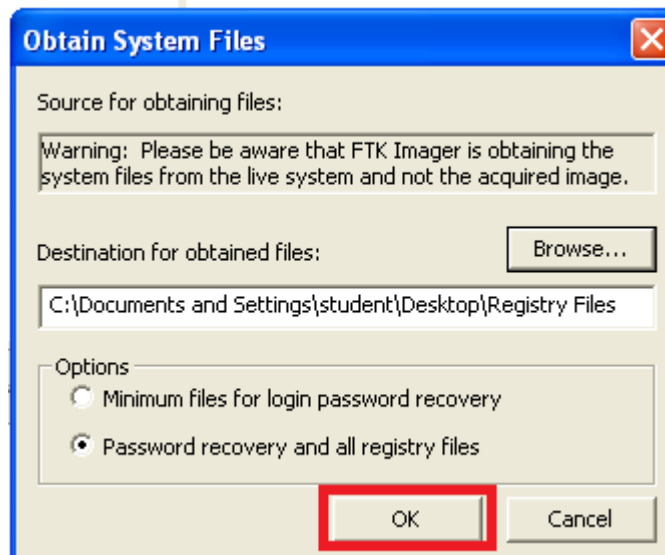 Obtain System Files
Source for obtaining files:
Warning:  Please be aware that FTK Imager is obtaining the
system files from the live system and not the acquired image.
Destination for obtained files:
Browse...
C:\Documents and Settings\student\Desktop\Registry Files
Options
Minimum files for login password recovery
Password recovery and all registry files
OK
Cancel